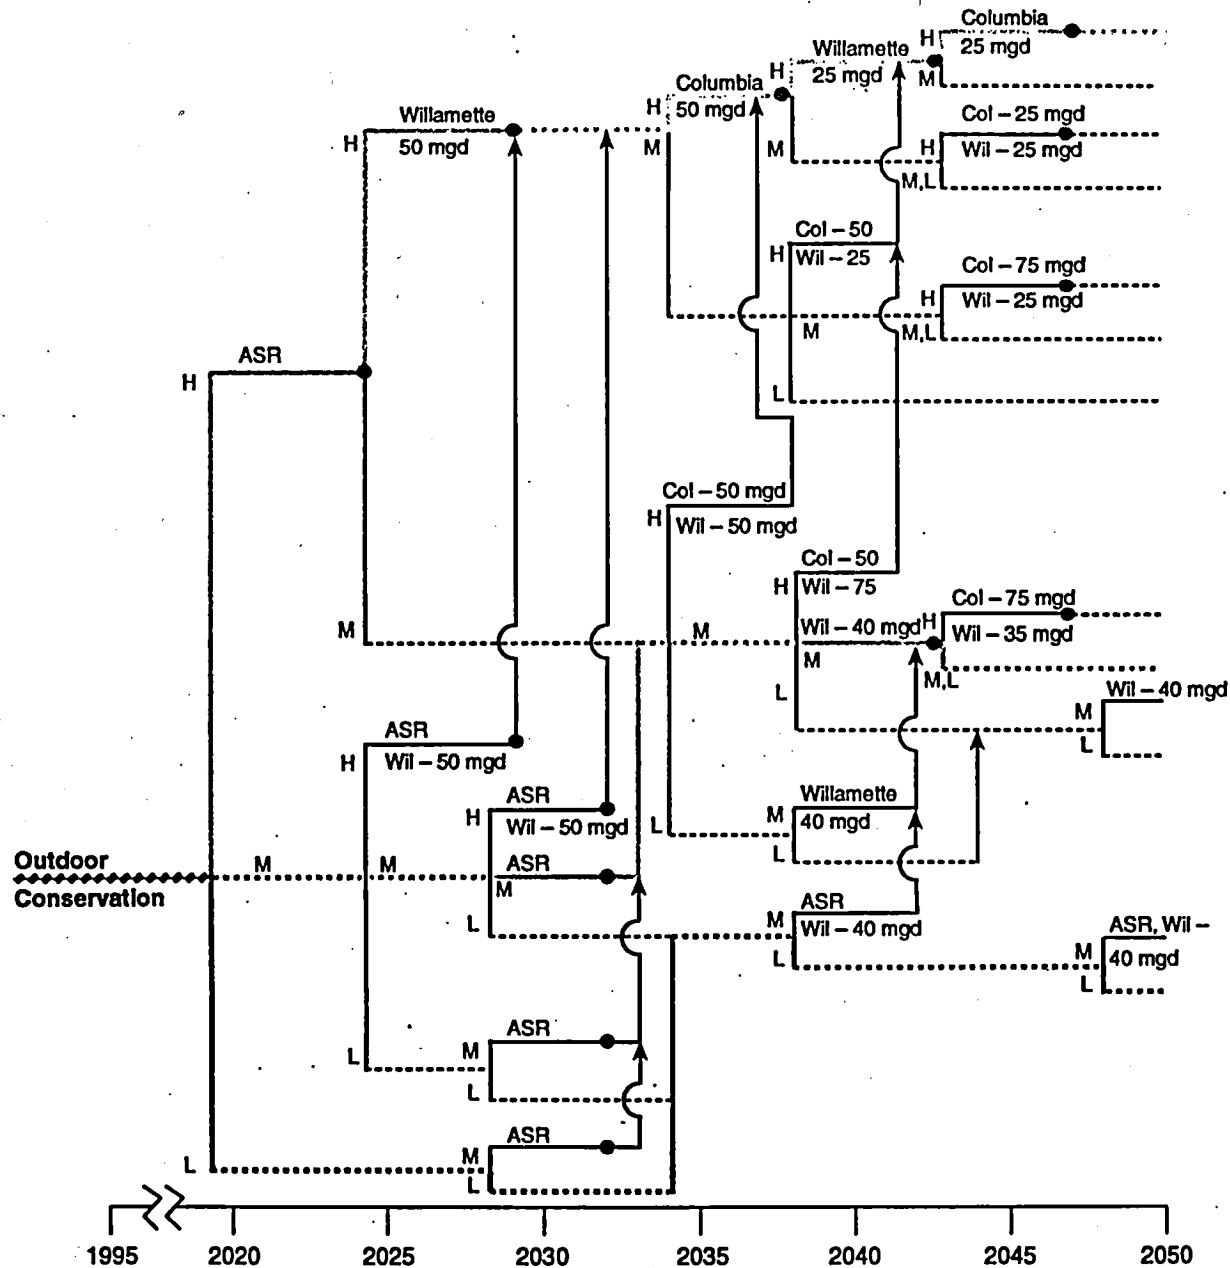 Columbia
H
25 mgd
Willamette
H
25 mgd
M
Columbia
H
50 mgd
Col – 25 mgd
H
Wil – 25 mgd
M,L
Willamette
H
50 mgd
M
M
Col – 50
H
Wil – 25
L
Col – 75 mgd
H
Wil – 25 mgd
M,L
M
ASR
H
Col – 50 mgd
H
Wil – 50 mgd
Col – 50
H
Wil – 75
Wil – 40 mgd
M
L
Col – 75 mgd
H
Wil – 35 mgd
M,L
M
M
Wil – 40 mgd
M
L
ASR
H
Wil – 50 mgd
ASR
H
Wil – 50 mgd
ASR
M
L
Willamette
M
40 mgd
L
L
Outdoor
Conservation
M
M
ASR
M
Wil – 40 mgd
L
ASR, Wil –
M
40 mgd
L
ASR
L
M
L
ASR
L
M
L
1995
2020
2025
2030
2035
2040
2045
2050